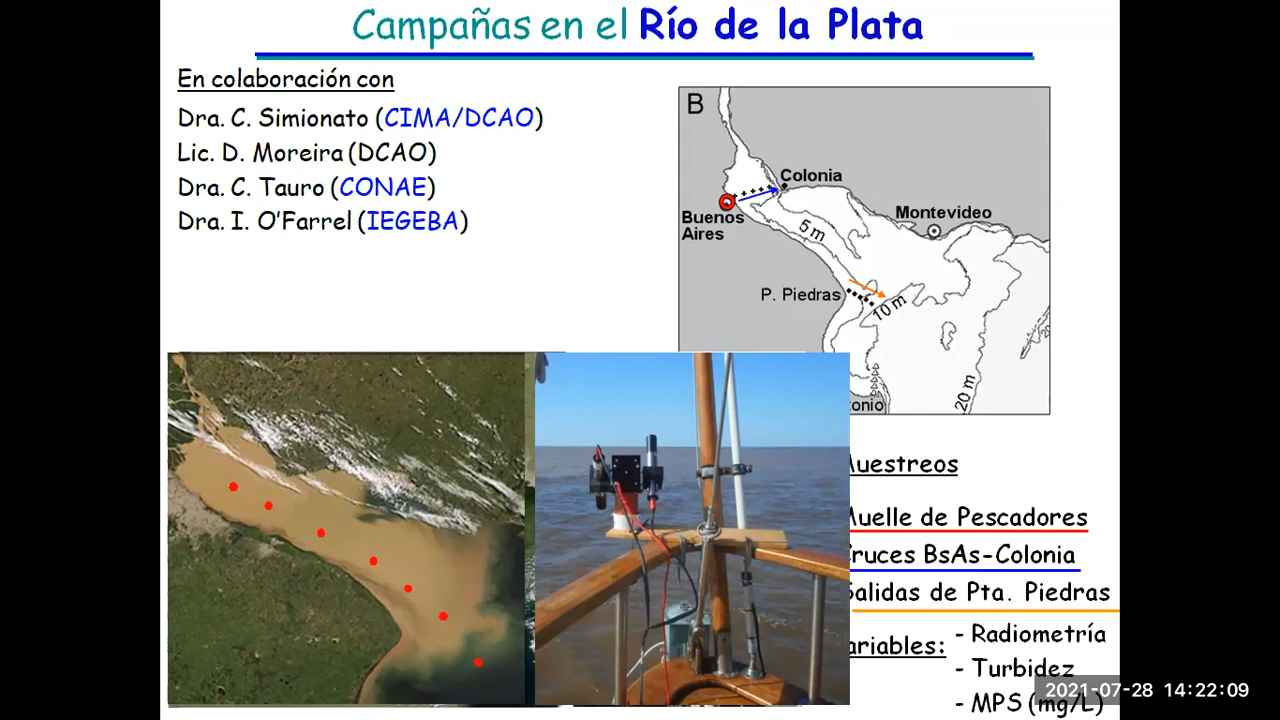 Campañas en el Río de la Plata
En colaboración con
Dra. C. Simionato (CIMA/DCAO)
Lic. D. Moreira (DCAO)
Dra. C. Tauro (CONAE)
Dra. I. O'Farrel (IEGEBA)
B
Colonia
Buenos
Aires
Montevideo
5 m
P. Piedras
10 m
20 m
tonio
uestreos
uelle de Pescadores
ruces BsAs-Colonia
alidas de Pta. Piedras
ariables:
- Radiometría
- Turbidez
- MPS (mg/L)
2021-07-28 14:22:09